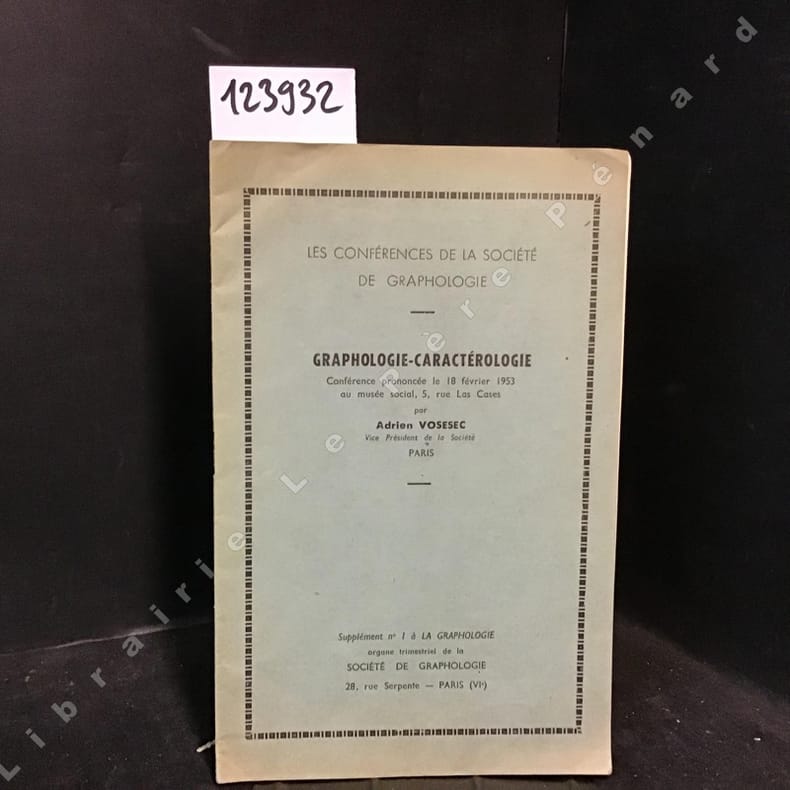 123932
LES CONFÉRENCES DE LA SOCIÉTÉ
DE GRAPHOLOGIE
GRAPHOLOGIE-CARACTÉROLOGIE
Conférence prononcée le 18 février 1953
au musée social, 5, rue Las Cases
par
Adrien VOSESEC
Vice Président de la Société
PARIS
Supplément nº 1 à LA GRAPHOLOGIE
organe trimestriel de la
SOCIÉTÉ DE GRAPHOLOGIE
28, rue Serpente — PARIS (VIᵉ)
Librairie Le Père Pénard